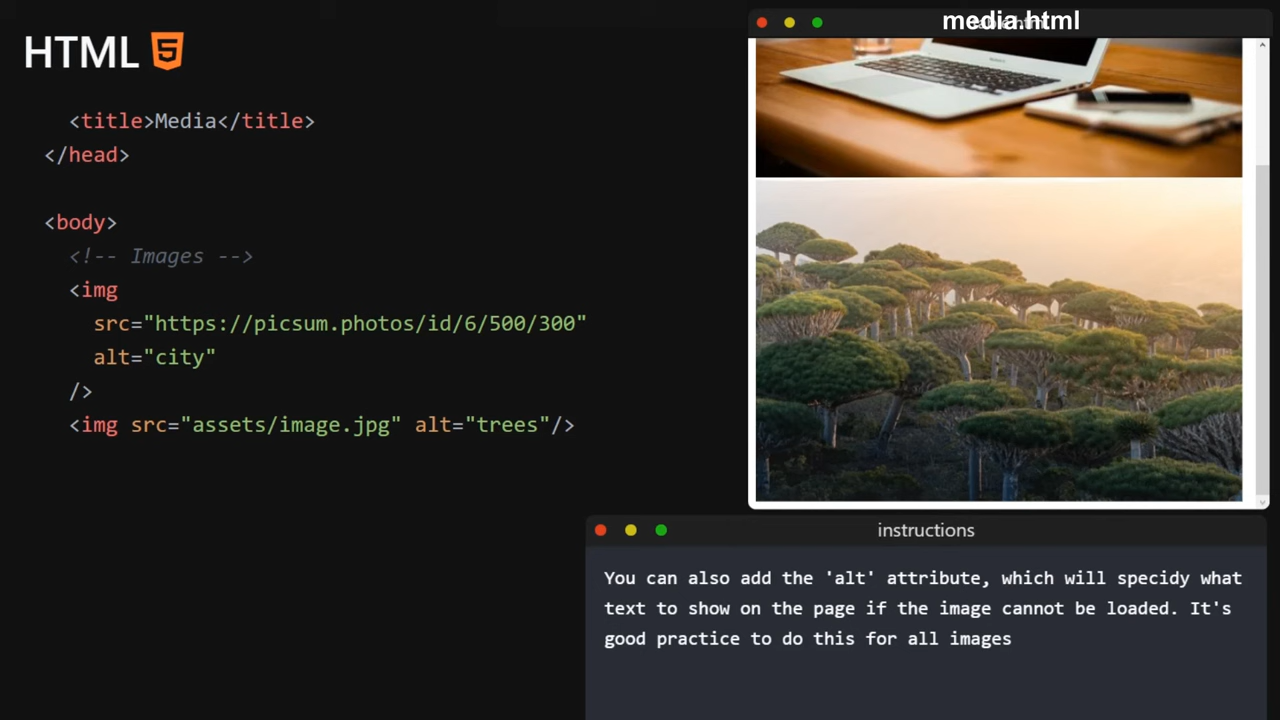 HTML 5
<title>Media</title>
</head>
<body>
<!-- Images -->
<img
src="https://picsum.photos/id/6/500/300"
alt="city"
/>
<img src="assets/image.jpg" alt="trees"/>
media.html
instructions
You can also add the 'alt' attribute, which will specidy what
text to show on the page if the image cannot be loaded. It's
good practice to do this for all images